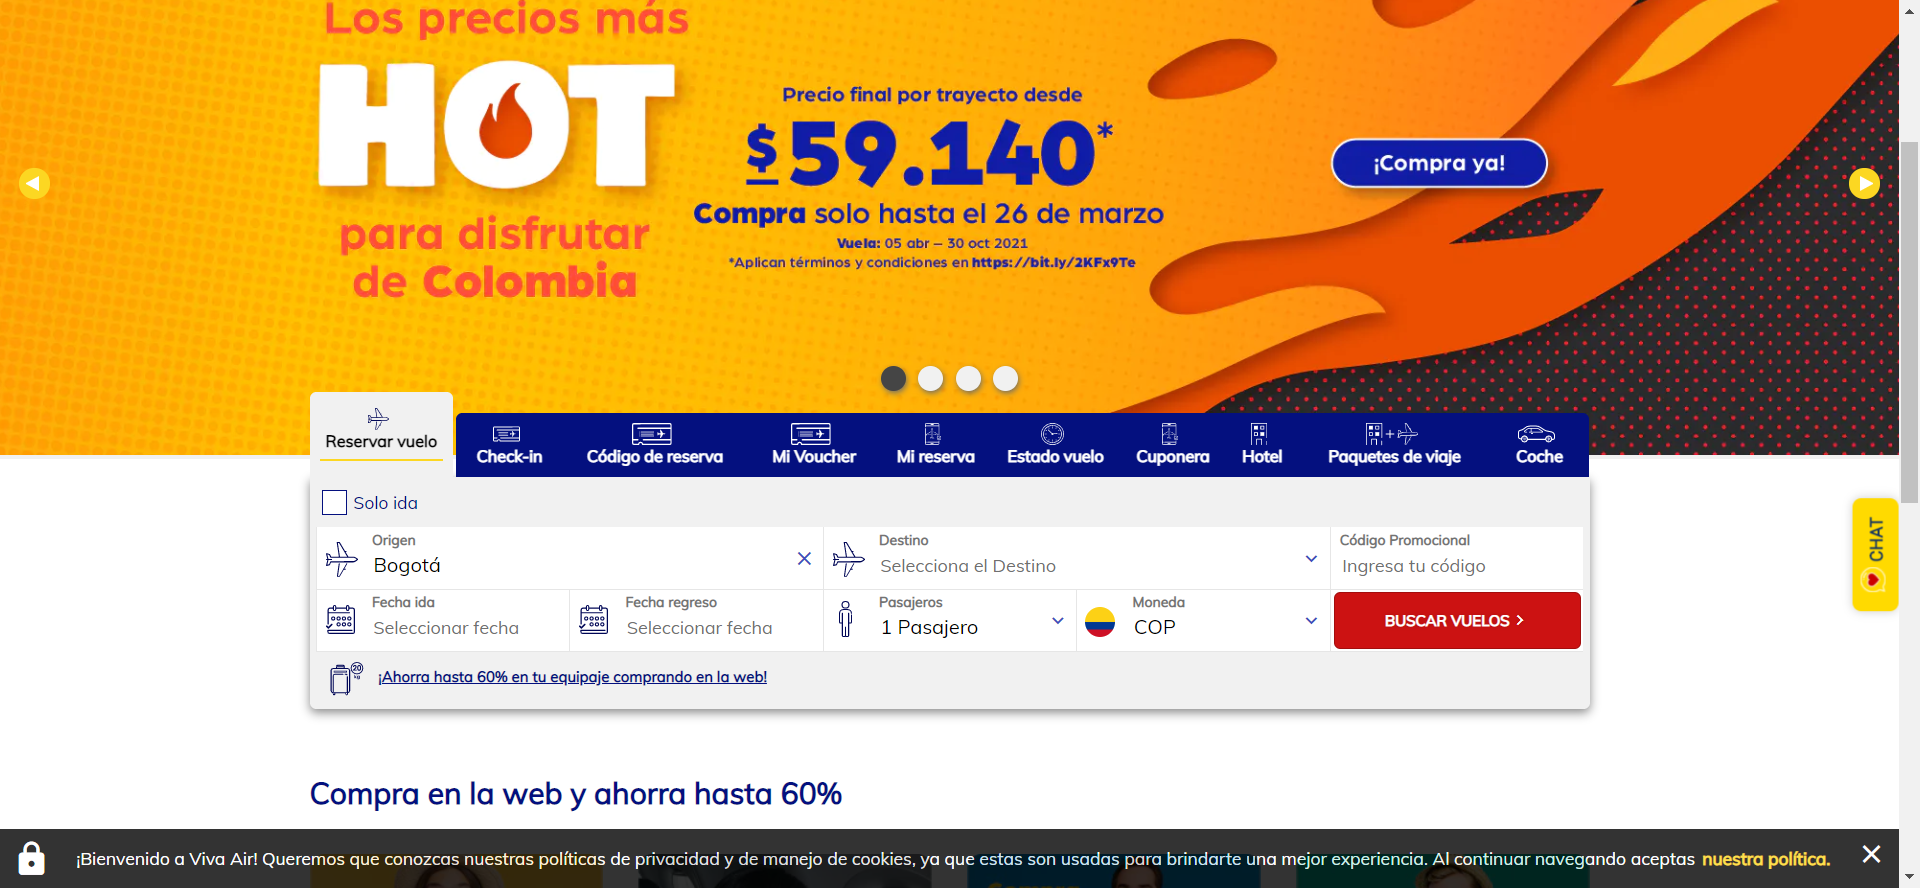 Los precios más
HOT
para disfrutar
de Colombia
Precio final por trayecto desde
$59.140*
Compra solo hasta el 26 de marzo
Vuela: 05 abr – 30 oct 2021
*Aplican términos y condiciones en https://bit.ly/2KFx9Te
¡Compra ya!
Reservar vuelo
Check-in
Código de reserva
Mi Voucher
Mi reserva
Estado vuelo
Cuponera
Hotel
Paquetes de viaje
Coche
Solo ida
Origen
Bogotá
Destino
Selecciona el Destino
Código Promocional
Ingresa tu código
Fecha ida
Seleccionar fecha
Fecha regreso
Seleccionar fecha
Pasajeros
1 Pasajero
Moneda
COP
BUSCAR VUELOS
20
kg
¡Ahorra hasta 60% en tu equipaje comprando en la web!
CHAT
Compra en la web y ahorra hasta 60%
¡Bienvenido a Viva Air! Queremos que conozcas nuestras políticas de privacidad y de manejo de cookies, ya que estas son usadas para brindarte una mejor experiencia. Al continuar navegando aceptas nuestra política.